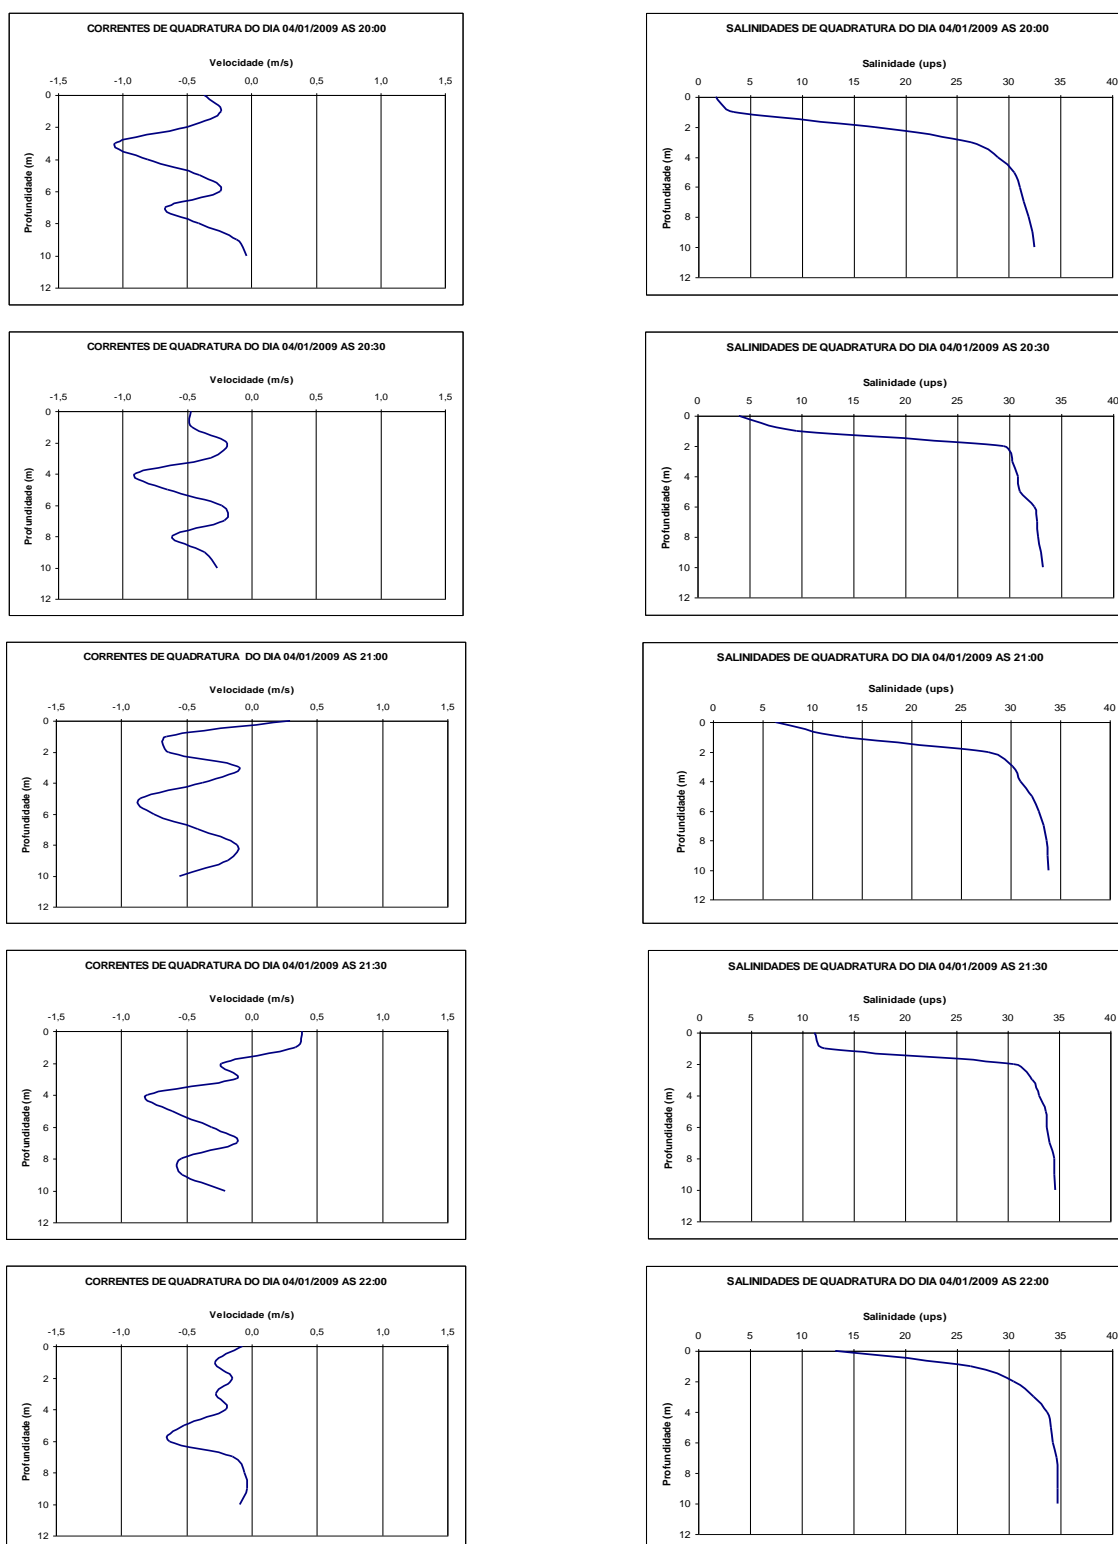 CORRENTES DE QUADRATURA DO DIA 04/01/2009 AS 20:00
Velocidade (m/s)
-1,5 -1,0 -0,5 0,0 0,5 1,0 1,5
0
2
4
6
8
10
12
Profundidade (m)
SALINIDADES DE QUADRATURA DO DIA 04/01/2009 AS 20:00
Salinidade (ups)
0 5 10 15 20 25 30 35 40
0
2
4
6
8
10
12
Profundidade (m)
CORRENTES DE QUADRATURA DO DIA 04/01/2009 AS 20:30
Velocidade (m/s)
-1,5 -1,0 -0,5 0,0 0,5 1,0 1,5
0
2
4
6
8
10
12
Profundidade (m)
SALINIDADES DE QUADRATURA DO DIA 04/01/2009 AS 20:30
Salinidade (ups)
0 5 10 15 20 25 30 35 40
0
2
4
6
8
10
12
Profundidade (m)
CORRENTES DE QUADRATURA DO DIA 04/01/2009 AS 21:00
Velocidade (m/s)
-1,5 -1,0 -0,5 0,0 0,5 1,0 1,5
0
2
4
6
8
10
12
Profundidade (m)
SALINIDADES DE QUADRATURA DO DIA 04/01/2009 AS 21:00
Salinidade (ups)
0 5 10 15 20 25 30 35 40
0
2
4
6
8
10
12
Profundidade (m)
CORRENTES DE QUADRATURA DO DIA 04/01/2009 AS 21:30
Velocidade (m/s)
-1,5 -1,0 -0,5 0,0 0,5 1,0 1,5
0
2
4
6
8
10
12
Profundidade (m)
SALINIDADES DE QUADRATURA DO DIA 04/01/2009 AS 21:30
Salinidade (ups)
0 5 10 15 20 25 30 35 40
0
2
4
6
8
10
12
Profundidade (m)
CORRENTES DE QUADRATURA DO DIA 04/01/2009 AS 22:00
Velocidade (m/s)
-1,5 -1,0 -0,5 0,0 0,5 1,0 1,5
0
2
4
6
8
10
12
Profundidade (m)
SALINIDADES DE QUADRATURA DO DIA 04/01/2009 AS 22:00
Salinidade (ups)
0 5 10 15 20 25 30 35 40
0
2
4
6
8
10
12
Profundidade (m)